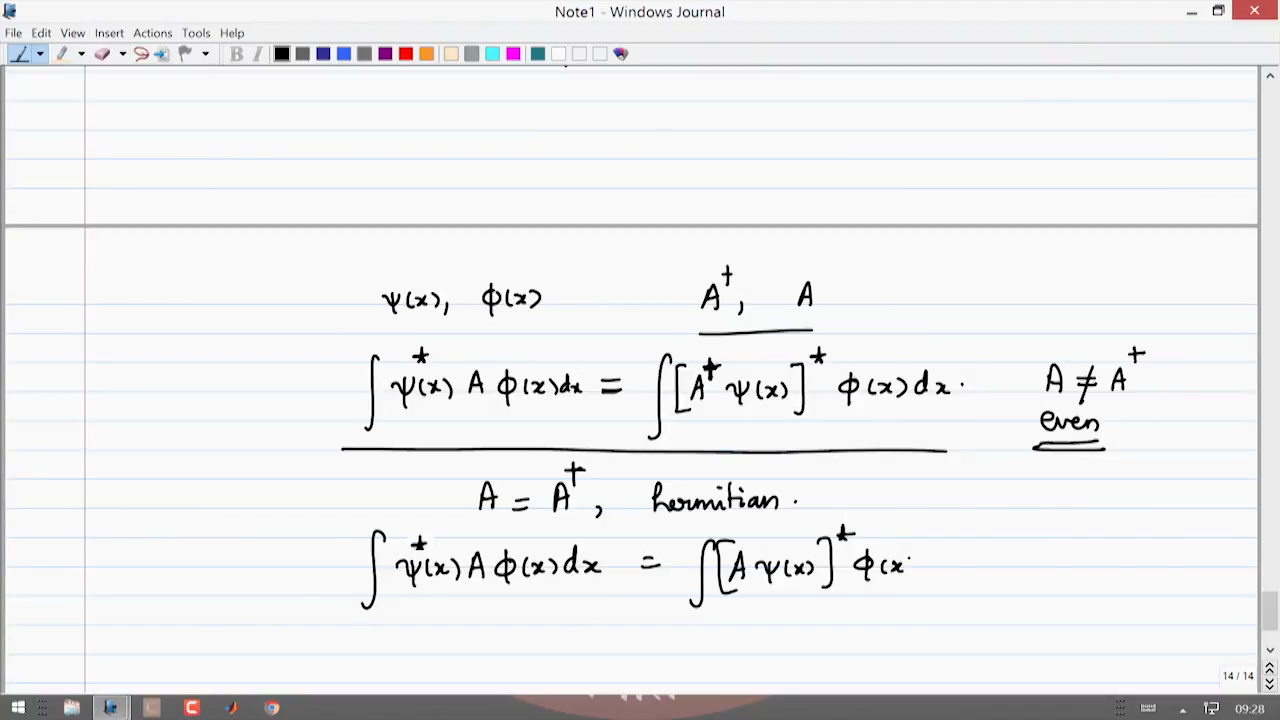 Note1 - Windows Journal
File Edit View Insert Actions Tools Help
B I
ψ(x), φ(x) A†, A
∫ ψ*(x) A φ(x) dx = ∫ [A† ψ(x)]* φ(x) dx. A ≠ A†
even
A = A†, hermitian.
∫ ψ*(x) A φ(x) dx = ∫ [A ψ(x)]* φ(x
14 / 14
09:28